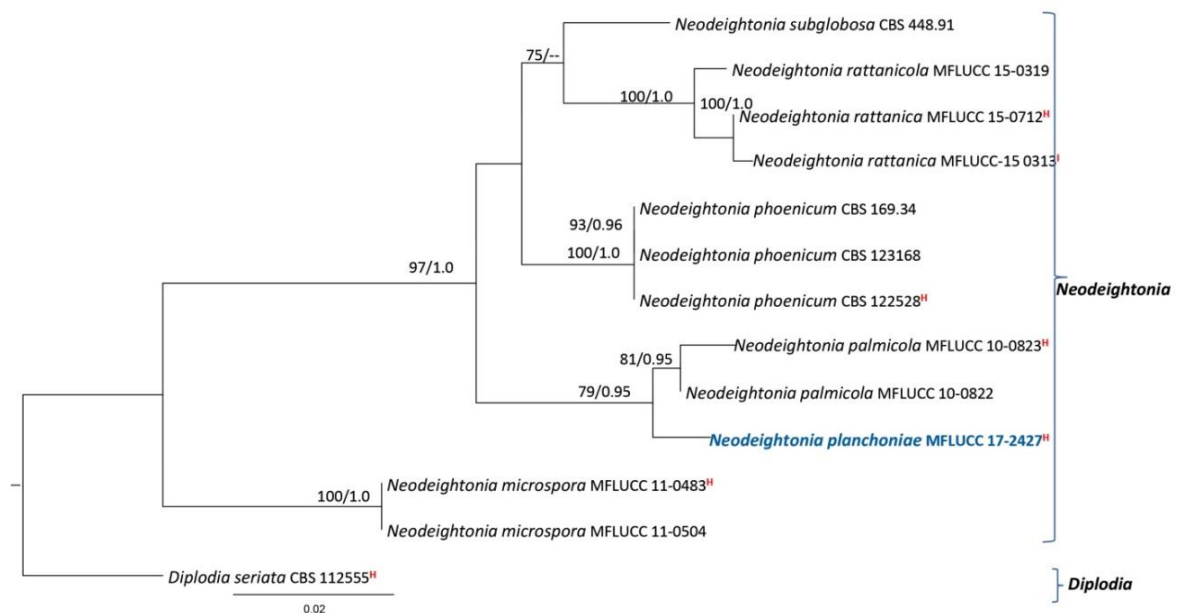 Neodeightonia subglobosa CBS 448.91
75/--
Neodeightonia rattanicola MFLUCC 15-0319
100/1.0
100/1.0
Neodeightonia rattanica MFLUCC 15-0712H
Neodeightonia rattanica MFLUCC-15 0313
Neodeightonia phoenicum CBS 169.34
93/0.96
100/1.0
Neodeightonia phoenicum CBS 123168
97/1.0
Neodeightonia
Neodeightonia phoenicum CBS 122528H
Neodeightonia palmicola MFLUCC 10-0823H
81/0.95
79/0.95
Neodeightonia palmicola MFLUCC 10-0822
Neodeightonia planchoniae MFLUCC 17-2427H
Neodeightonia microspora MFLUCC 11-0483H
100/1.0
Neodeightonia microspora MFLUCC 11-0504
Diplodia seriata CBS 112555H
Diplodia
0.02